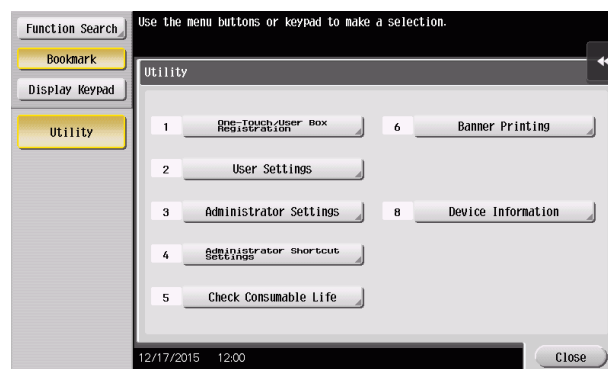 Function Search
Use the menu buttons or keypad to make a selection.
Bookmark
Display Keypad
Utility
Utility
1 One-Touch/User Box
Registration
6 Banner Printing
2 User Settings
3 Administrator Settings
8 Device Information
4 Administrator Shortcut
Settings
5 Check Consumable Life
12/17/2015 12:00
Close